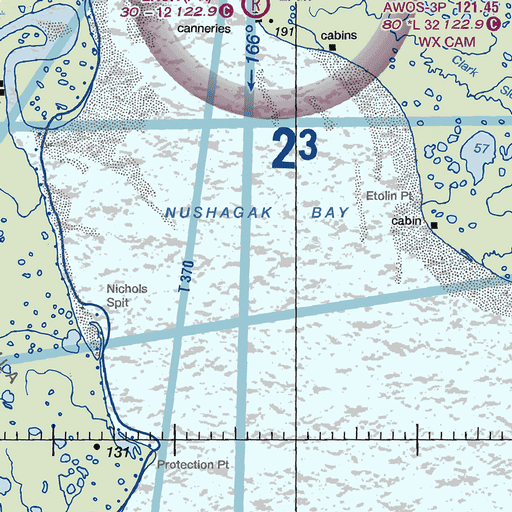 30 - 12 122.9 C
R
AWOS-3P 121.45
80 *L 32 122.9 C
WX CAM
canneries
191
cabins
166°
Clark
23
57
Etolin Pt
cabin
NUSHAGAK BAY
T 370
Nichols
Spit
131
Protection Pt